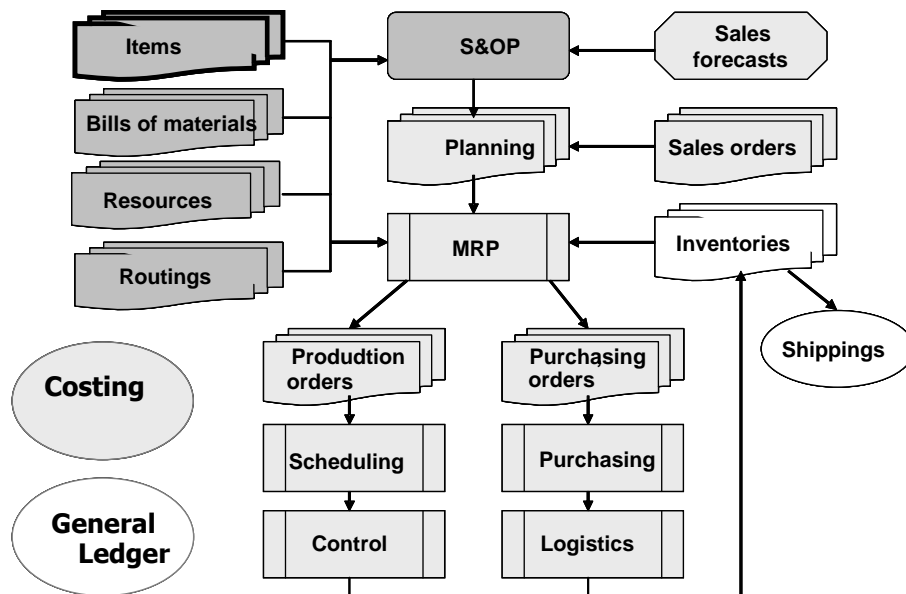 Items
S&OP
Sales
forecasts
Bills of materials
Planning
Sales orders
Resources
MRP
Inventories
Routings
Shippings
Produdtion
orders
Purchasing
orders
Costing
Scheduling
Purchasing
General
Ledger
Control
Logistics